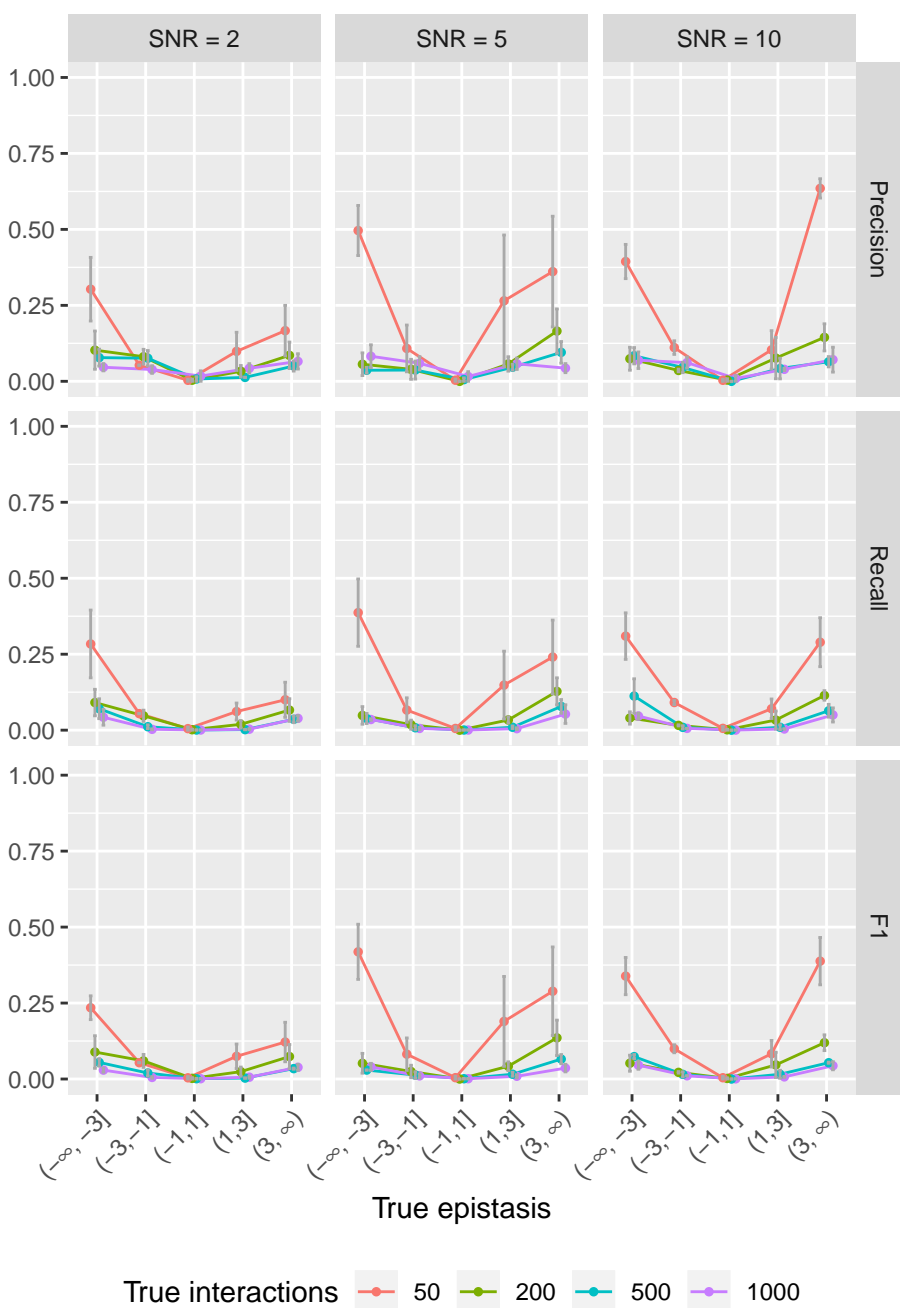 SNR = 2 SNR = 5 SNR = 10
1.00
0.75
0.50
0.25
0.00
Precision
1.00
0.75
0.50
0.25
0.00
Recall
1.00
0.75
0.50
0.25
0.00
F1
(−∞, −3] (−3,−1] (−1,1] (1,3] (3, ∞) (−∞, −3] (−3,−1] (−1,1] (1,3] (3, ∞) (−∞, −3] (−3,−1] (−1,1] (1,3] (3, ∞)
True epistasis
True interactions 50 200 500 1000